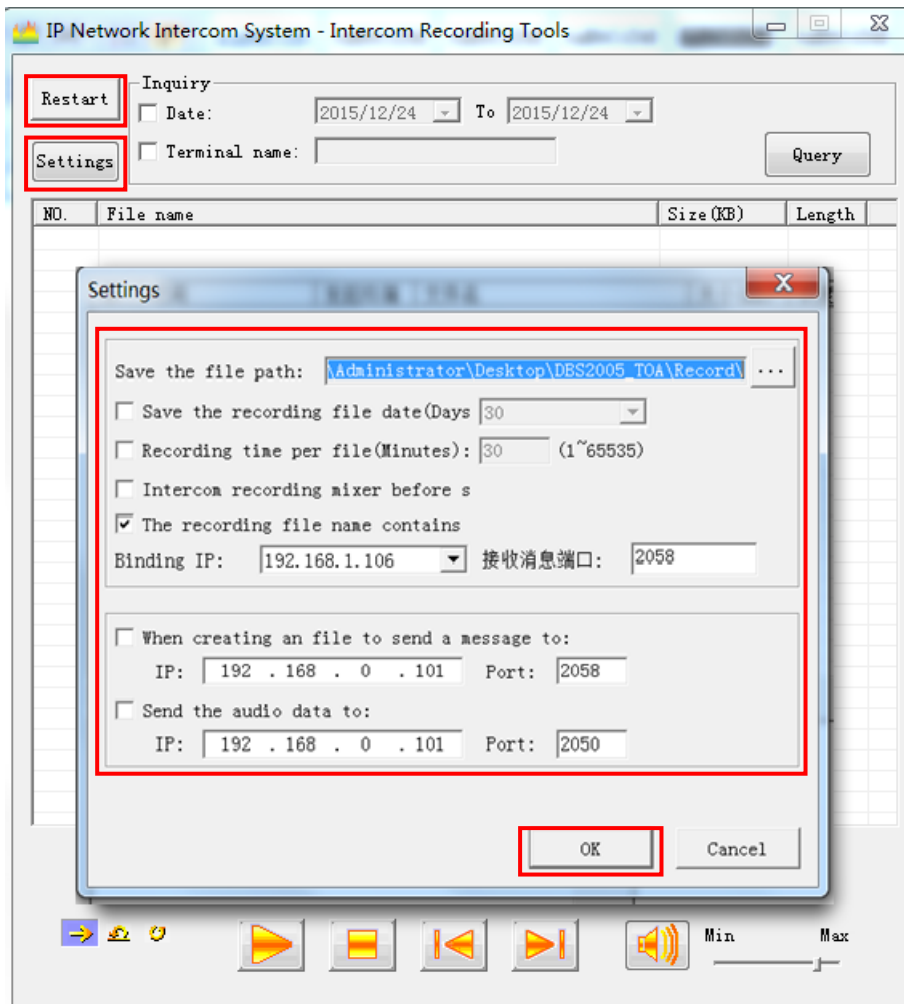 IP Network Intercom System - Intercom Recording Tools
Restart
Inquiry
Date: 2015/12/24 To 2015/12/24
Settings
Terminal name:
Query
NO. File name Size(KB) Length
Settings
Save the file path: \Administrator\Desktop\DBS2005_TOA\Record\ ...
Save the recording file date(Days 30
Recording time per file(Minutes): 30 (1~65535)
Intercom recording mixer before s
The recording file name contains
Binding IP: 192.168.1.106 接收消息端口: 2058
When creating an file to send a message to:
IP: 192 . 168 . 0 . 101 Port: 2058
Send the audio data to:
IP: 192 . 168 . 0 . 101 Port: 2050
OK Cancel
Min Max